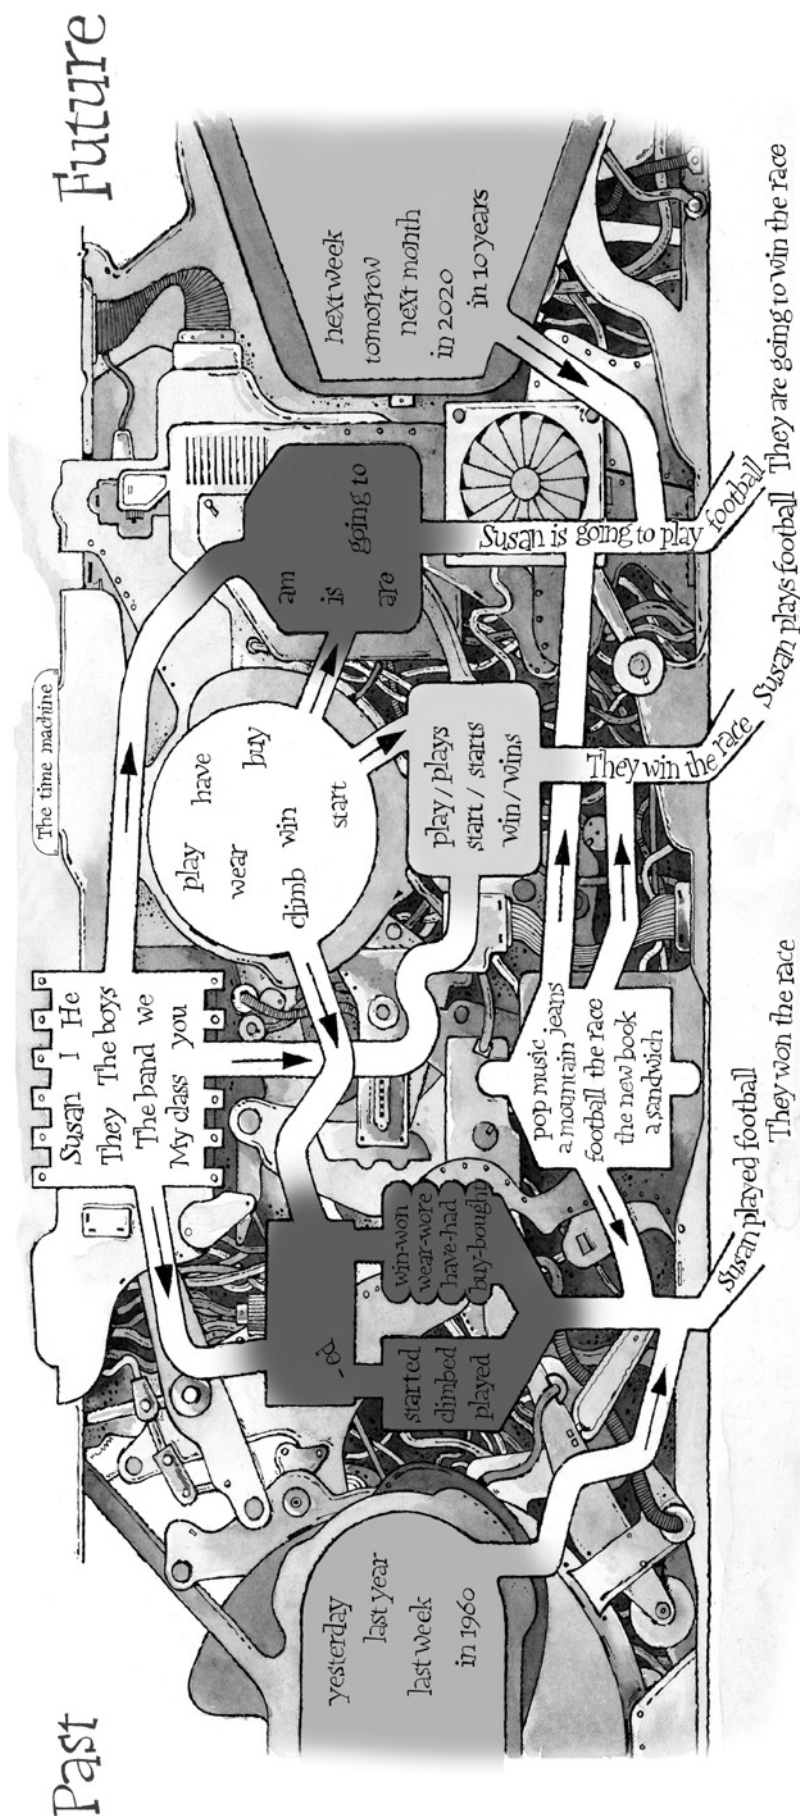 Past
Future
The time machine
Susan I He
They The boys
The band we
My class you
play have
wear buy
climb win
start
am
is going to
are
next week
tomorrow
next month
in 2020
in 10 years
yesterday
last year
last week
in 1960
-ed
started
climbed
played
win-won
wear-wore
have-had
buy-bought
play / plays
start / starts
win / wins
pop music
a mountain jeans
football the race
the new book
a sandwich
Susan played football
They won the race
They win the race
Susan plays football
Susan is going to play football
They are going to win the race